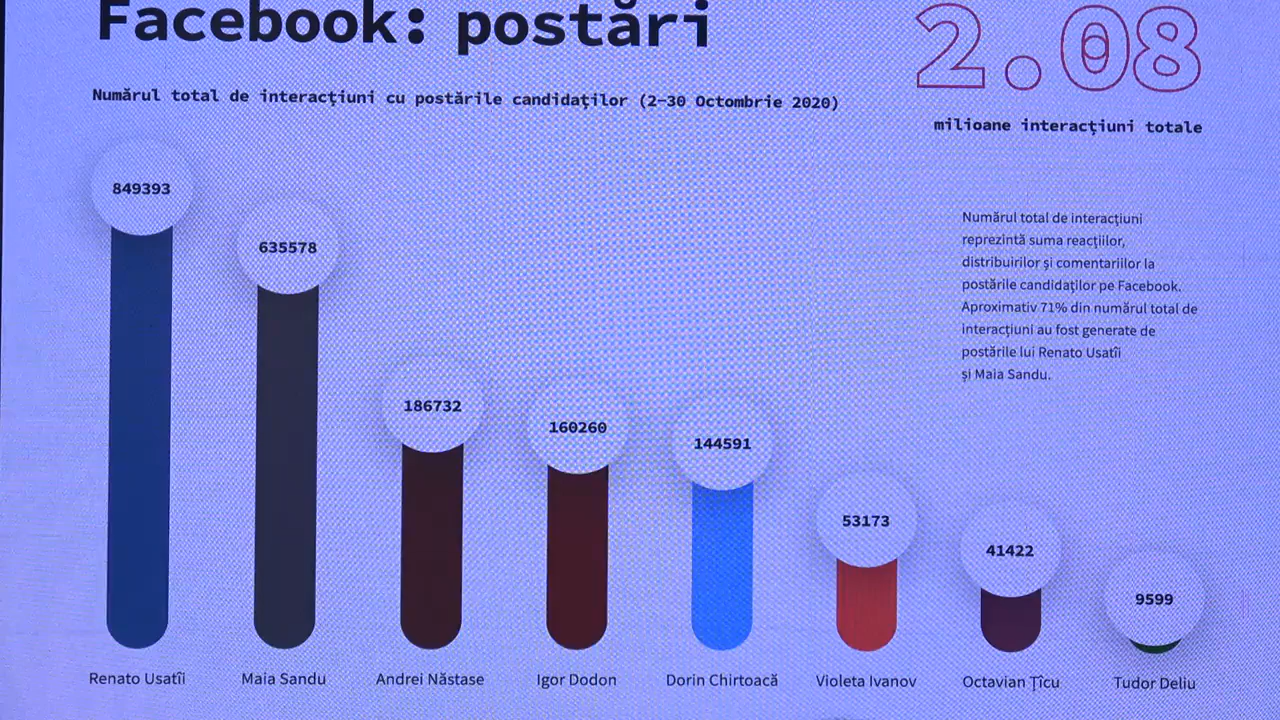 Facebook: postări
2.08
Numărul total de interacțiuni cu postările candidaților (2-30 Octombrie 2020)
milioane interacțiuni totale
849393
635578
186732
160260
144591
53173
41422
9599
Numărul total de interacțiuni
reprezintă suma reacțiilor,
distribuirilor și comentariilor la
postările candidaților pe Facebook.
Aproximativ 71% din numărul total de
interacțiuni au fost generate de
postările lui Renato Usatîi
și Maia Sandu.
Renato Usatîi
Maia Sandu
Andrei Năstase
Igor Dodon
Dorin Chirtoacă
Violeta Ivanov
Octavian Țîcu
Tudor Deliu